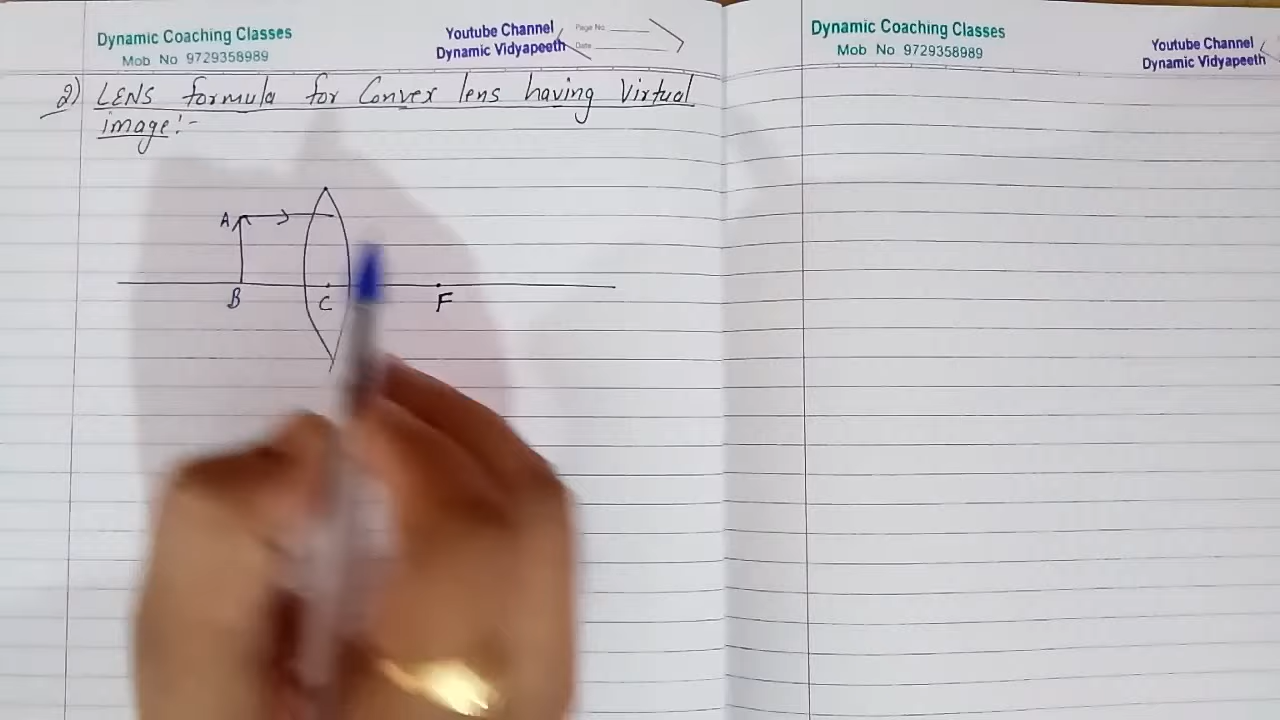 Dynamic Coaching Classes
Mob No 9729358989
Youtube Channel
Dynamic Vidyapeeth
Page No
Date
2) LENS formula for Convex lens having Virtual
image:-
A
B
C
F
Dynamic Coaching Classes
Mob No 9729358989
Youtube Channel
Dynamic Vidyapeeth